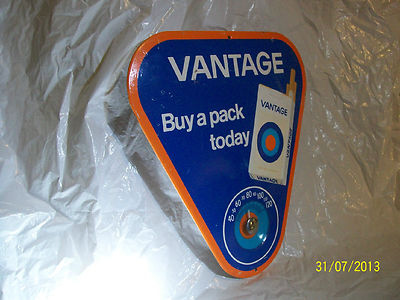 VANTAGE
Buy a pack
today
VANTAGE
VANTAGE
31/07/2013